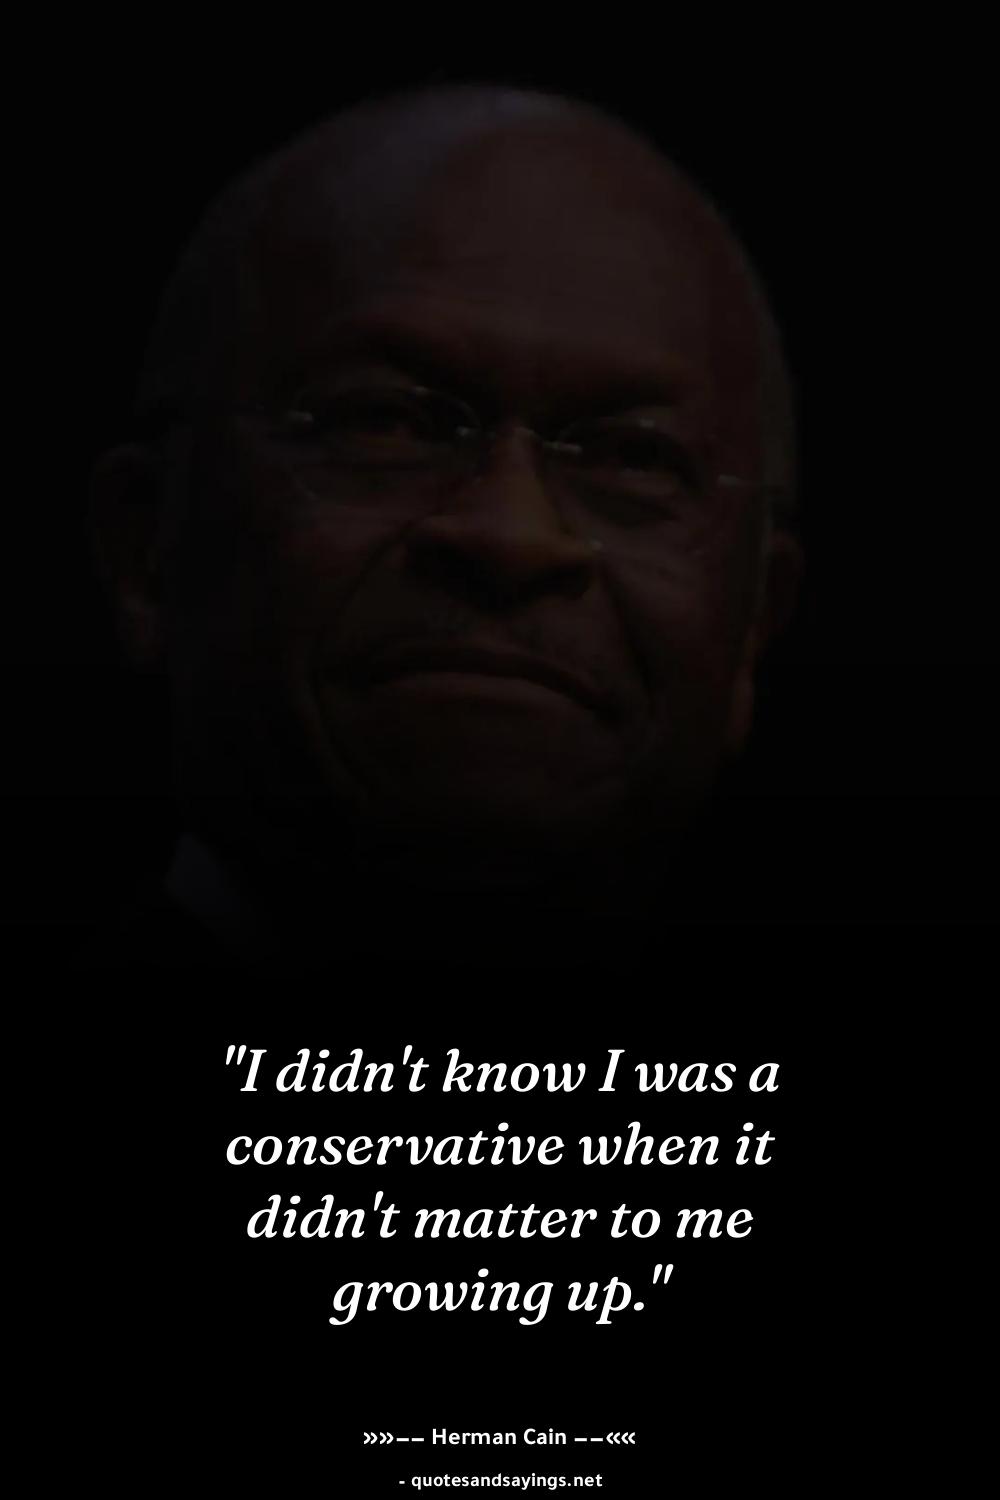 "I didn't know I was a
conservative when it
didn't matter to me
growing up."
»»−− Herman Cain −−««
- quotesandsayings.net